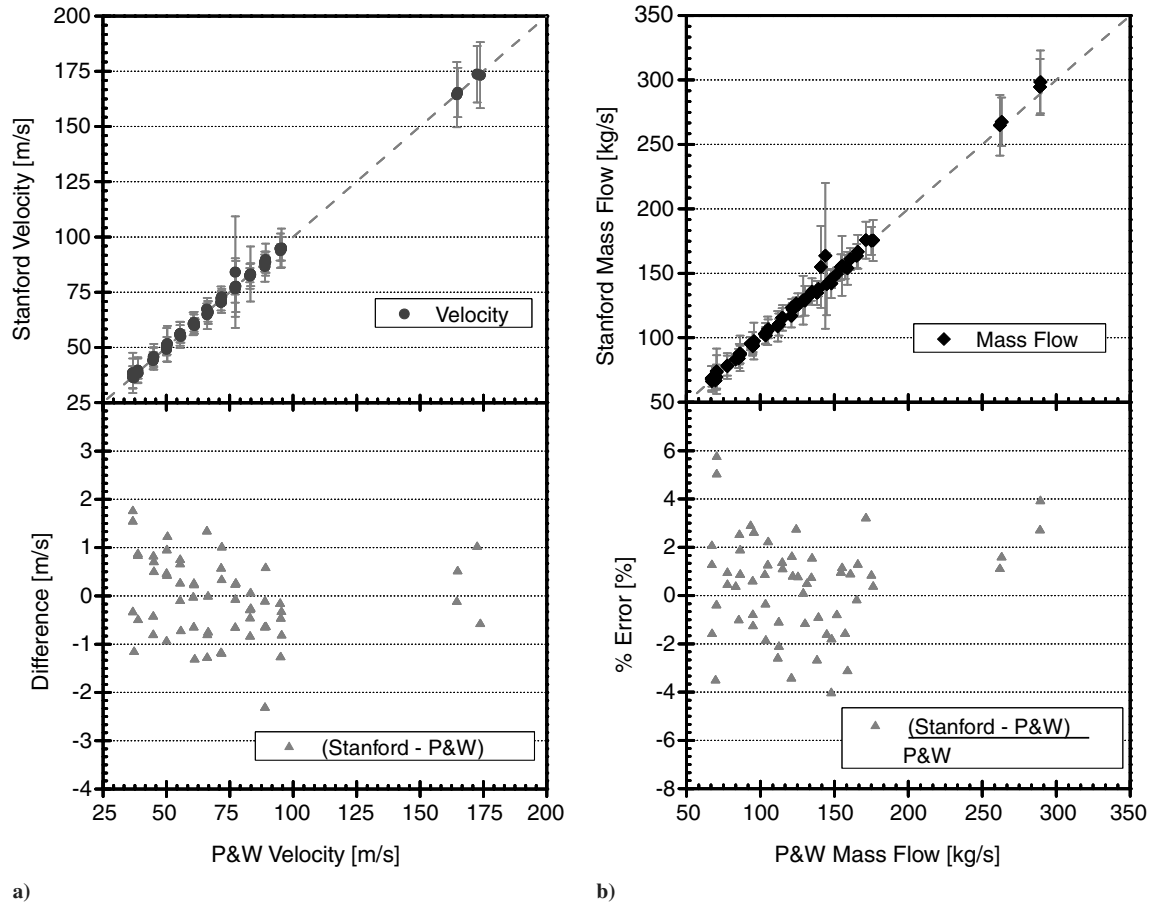 200
175
150
125
100
75
50
25
Stanford Velocity [m/s]
Velocity
3
2
1
0
-1
-2
-3
-4
Difference [m/s]
(Stanford - P&W)
25 50 75 100 125 150 175 200
P&W Velocity [m/s]
a)
350
300
250
200
150
100
50
Stanford Mass Flow [kg/s]
Mass Flow
6
4
2
0
-2
-4
-6
-8
% Error [%]
(Stanford - P&W)
P&W
50 100 150 200 250 300 350
P&W Mass Flow [kg/s]
b)